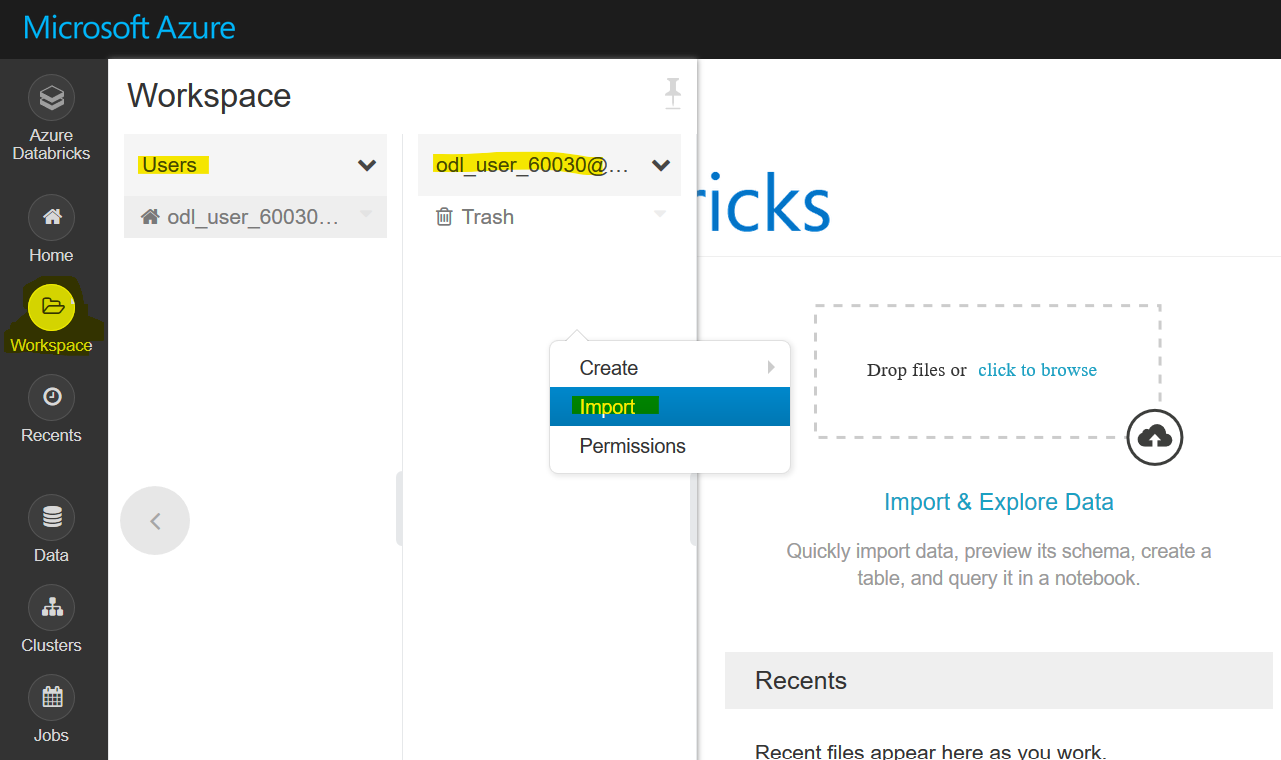 Microsoft Azure
Azure
Databricks
Home
Workspace
Recents
Data
Clusters
Jobs
Workspace
Users
odl_user_60030...
odl_user_60030@...
Trash
Create
Import
Permissions
ricks
Drop files or click to browse
Import & Explore Data
Quickly import data, preview its schema, create a
table, and query it in a notebook.
Recents
Recent files appear here as you work.